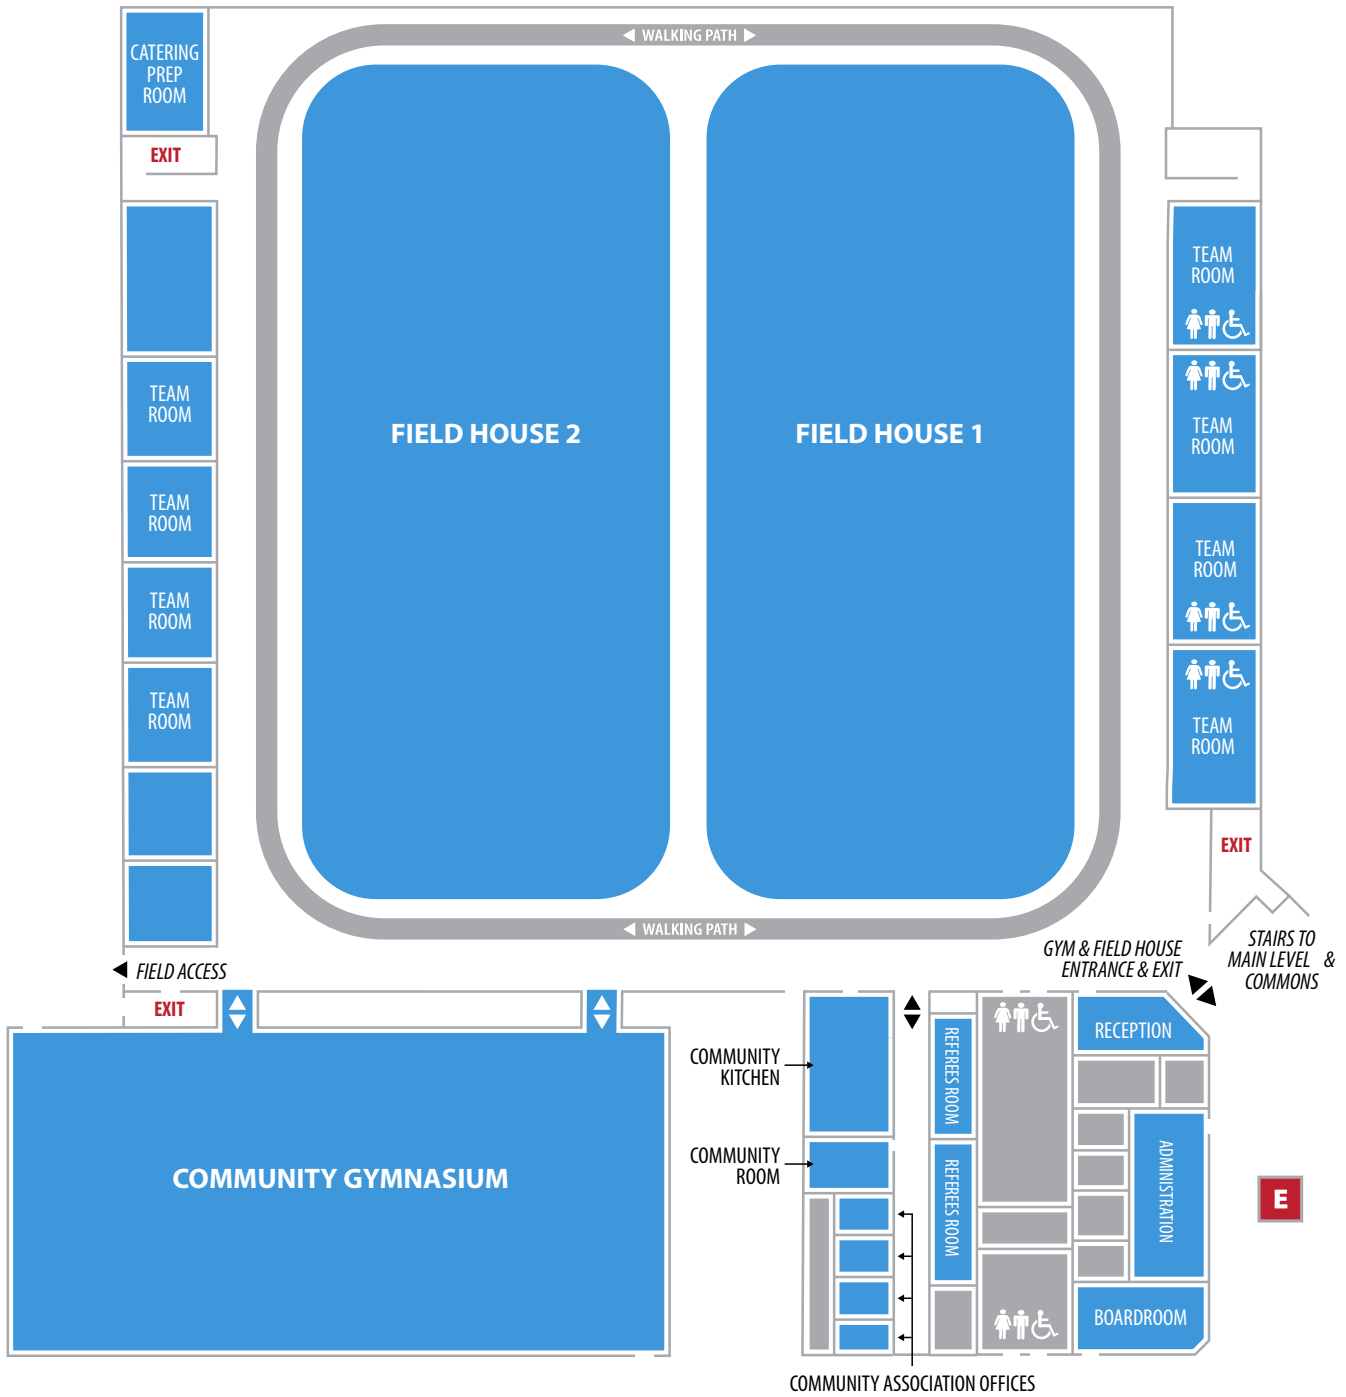 WALKING PATH
CATERING
PREP
ROOM
EXIT
TEAM
ROOM
TEAM
ROOM
TEAM
ROOM
TEAM
ROOM
FIELD HOUSE 2
FIELD HOUSE 1
TEAM
ROOM
TEAM
ROOM
TEAM
ROOM
TEAM
ROOM
EXIT
WALKING PATH
FIELD ACCESS
EXIT
GYM & FIELD HOUSE
ENTRANCE & EXIT
STAIRS TO
MAIN LEVEL &
COMMONS
COMMUNITY GYMNASIUM
COMMUNITY
KITCHEN
COMMUNITY
ROOM
REFEREES ROOM
REFEREES ROOM
RECEPTION
ADMINISTRATION
BOARDROOM
E
COMMUNITY ASSOCIATION OFFICES